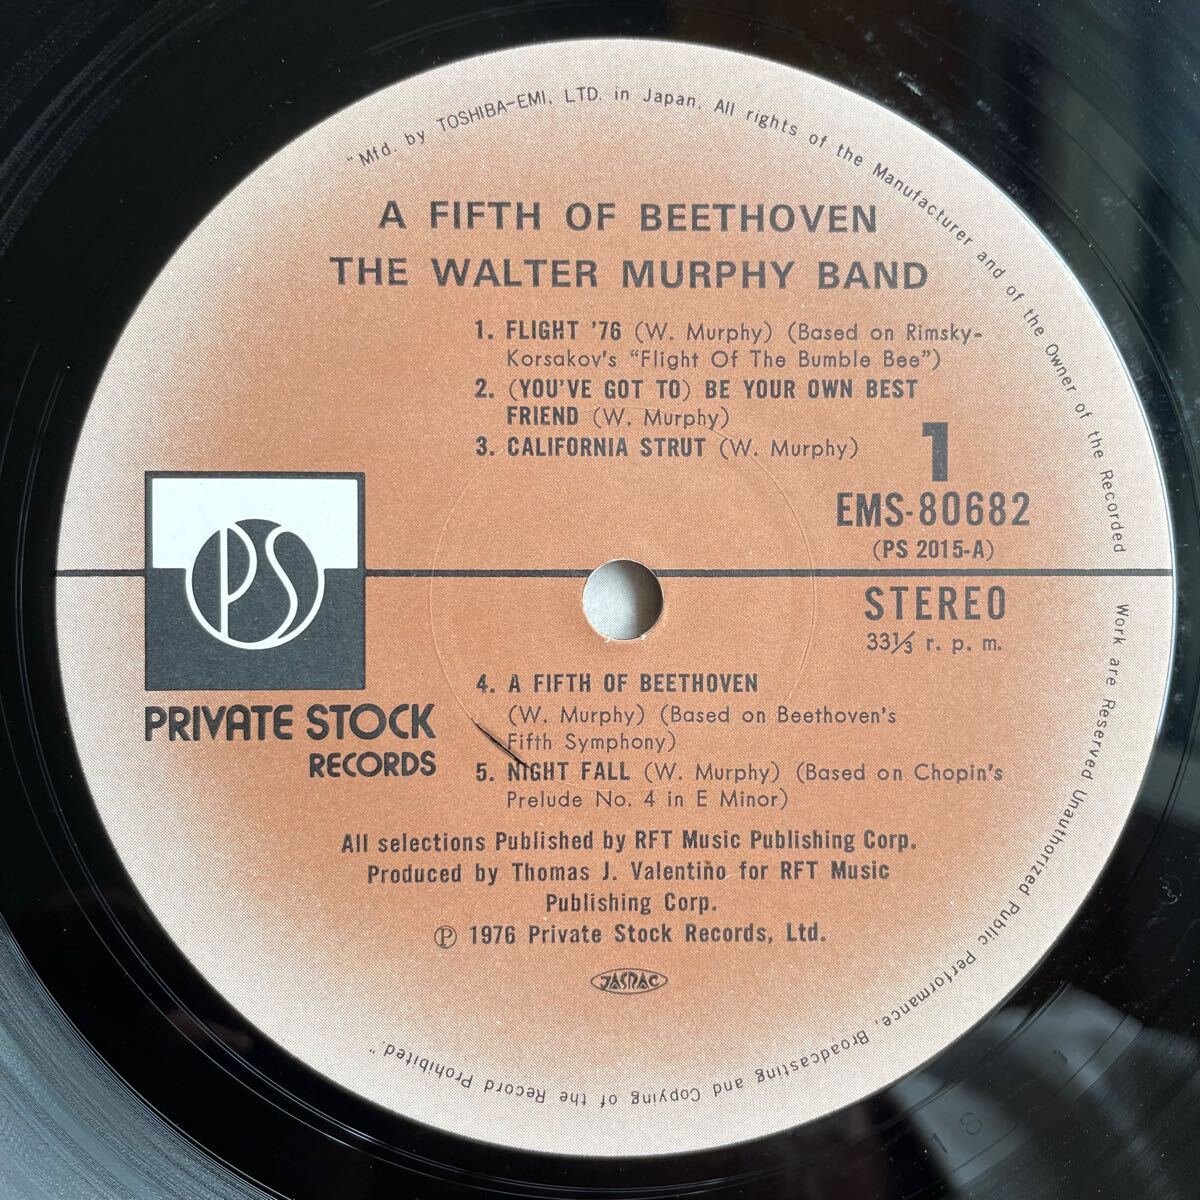 "Mfd. by TOSHIBA-EMI, LTD. in Japan. All rights of the Manufacturer and of the Owner of the Recorded
Work are Reserved Unauthorized Public Performance, Broadcasting and Copying of the Record Prohibited."
A FIFTH OF BEETHOVEN
THE WALTER MURPHY BAND
1. FLIGHT '76 (W. Murphy) (Based on Rimsky-
Korsakov's "Flight Of The Bumble Bee")
2. (YOU'VE GOT TO) BE YOUR OWN BEST
FRIEND (W. Murphy)
3. CALIFORNIA STRUT (W. Murphy)
1
EMS-80682
(PS 2015-A)
STEREO
33⅓ r. p. m.
PS
PRIVATE STOCK
RECORDS
4. A FIFTH OF BEETHOVEN
(W. Murphy) (Based on Beethoven's
Fifth Symphony)
5. NIGHT FALL (W. Murphy) (Based on Chopin's
Prelude No. 4 in E Minor)
All selections Published by RFT Music Publishing Corp.
Produced by Thomas J. Valentino for RFT Music
Publishing Corp.
℗ 1976 Private Stock Records, Ltd.
JASRAC